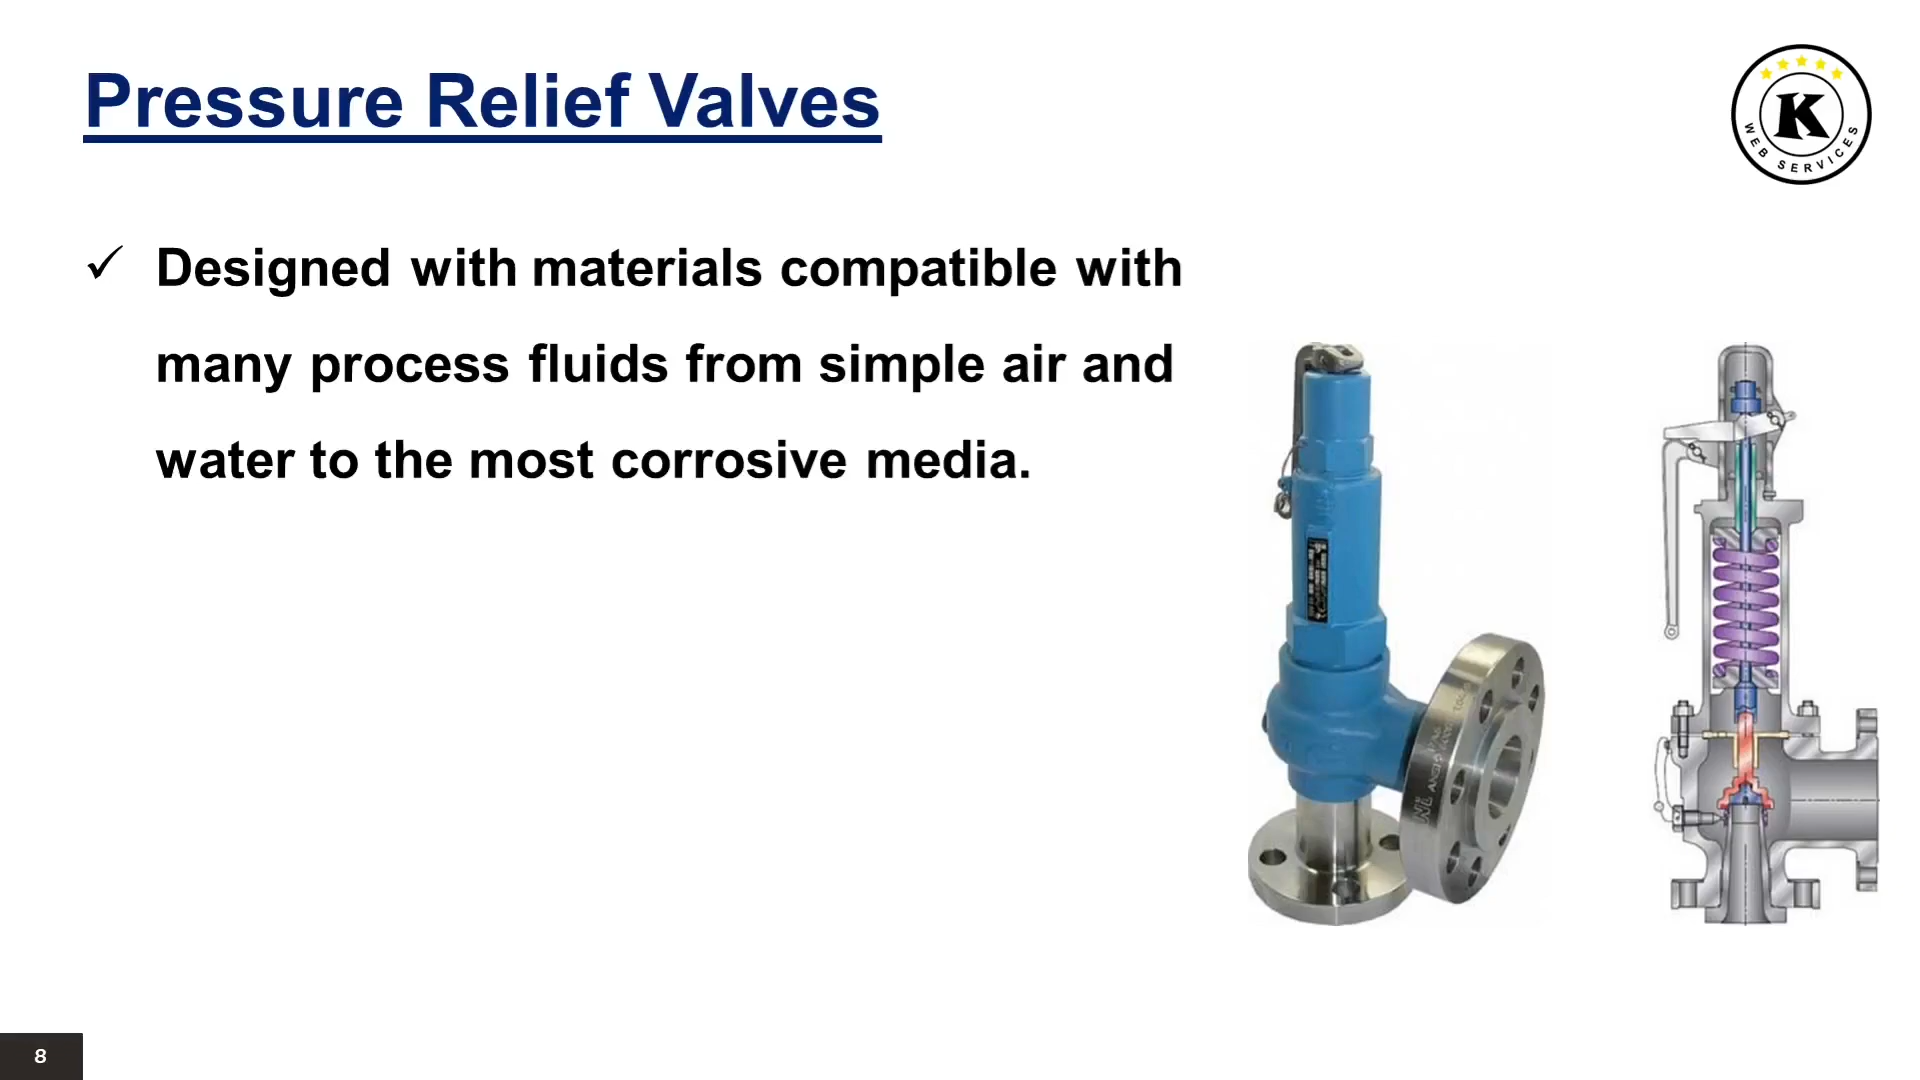 Pressure Relief Valves
K
WEB SERVICES
✓ Designed with materials compatible with
many process fluids from simple air and
water to the most corrosive media.
8